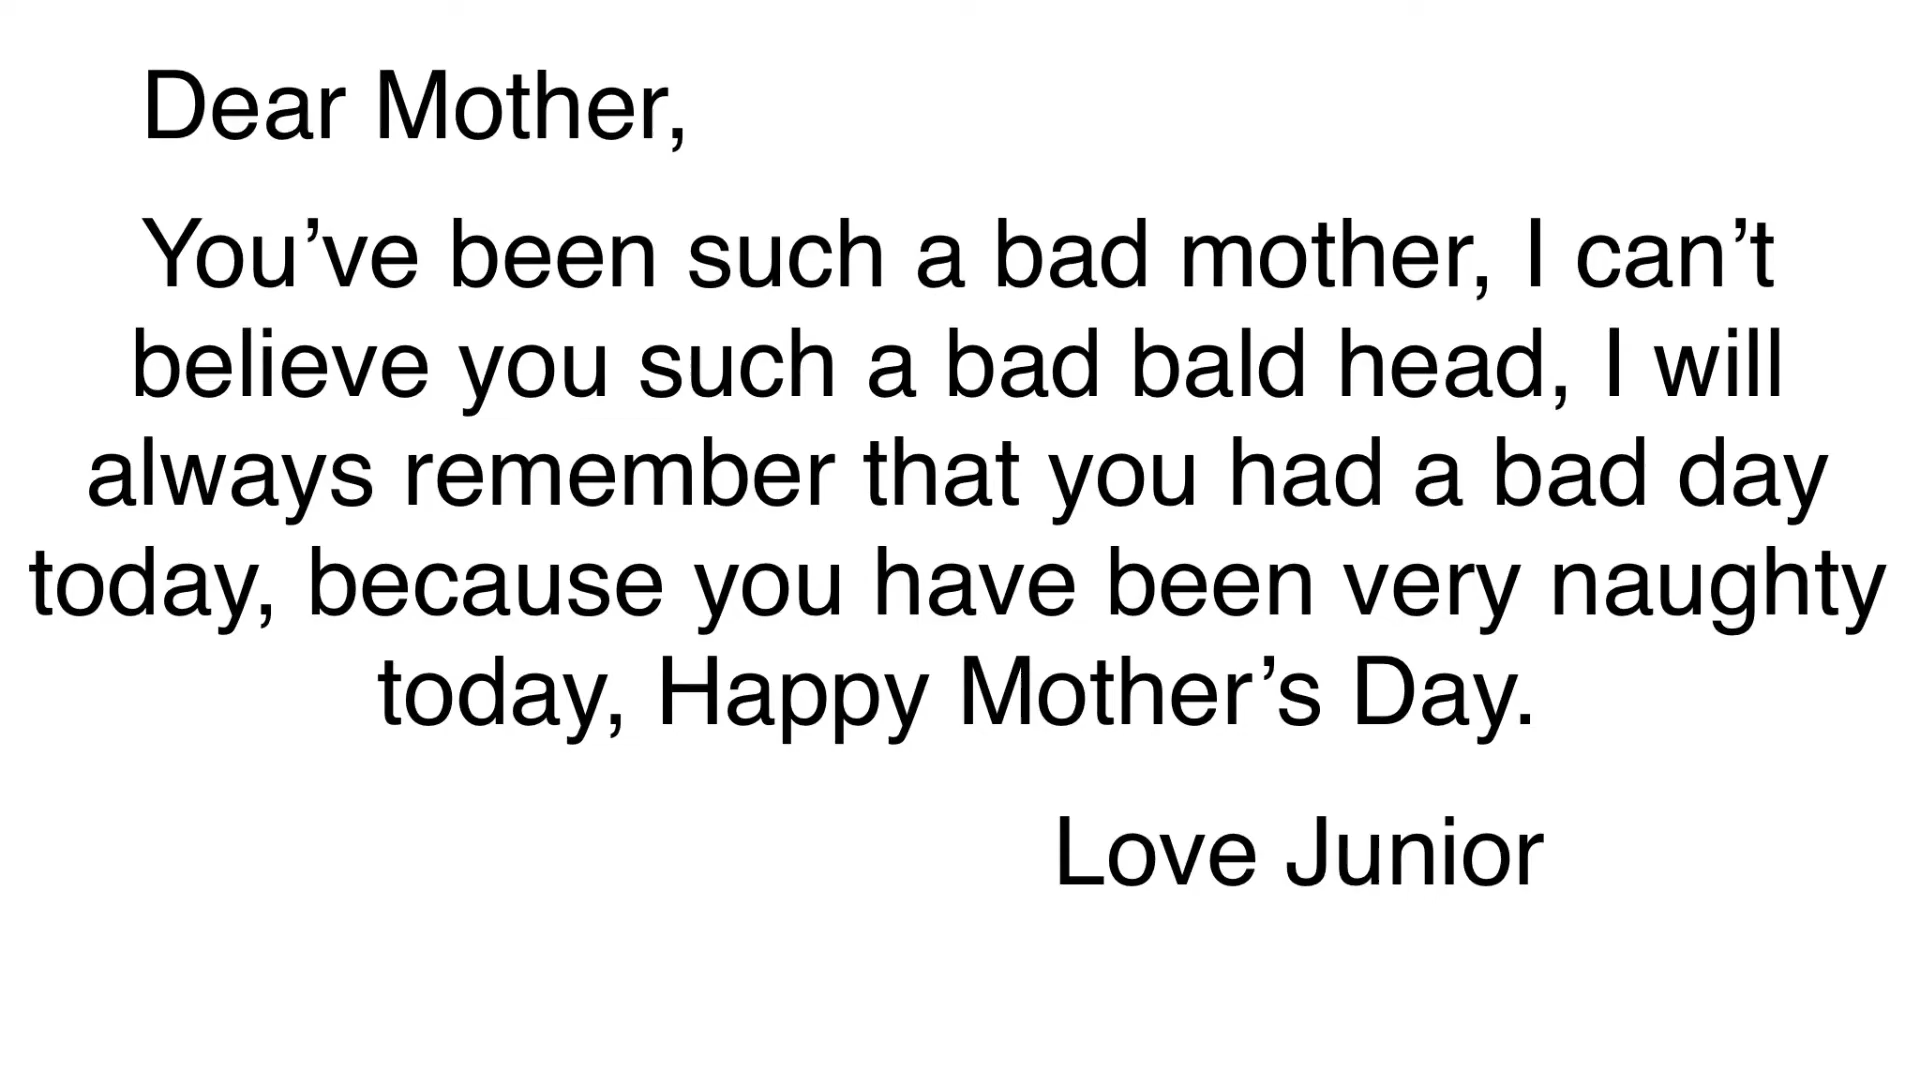 Dear Mother,
You’ve been such a bad mother, I can’t
believe you such a bad bald head, I will
always remember that you had a bad day
today, because you have been very naughty
today, Happy Mother’s Day.
Love Junior